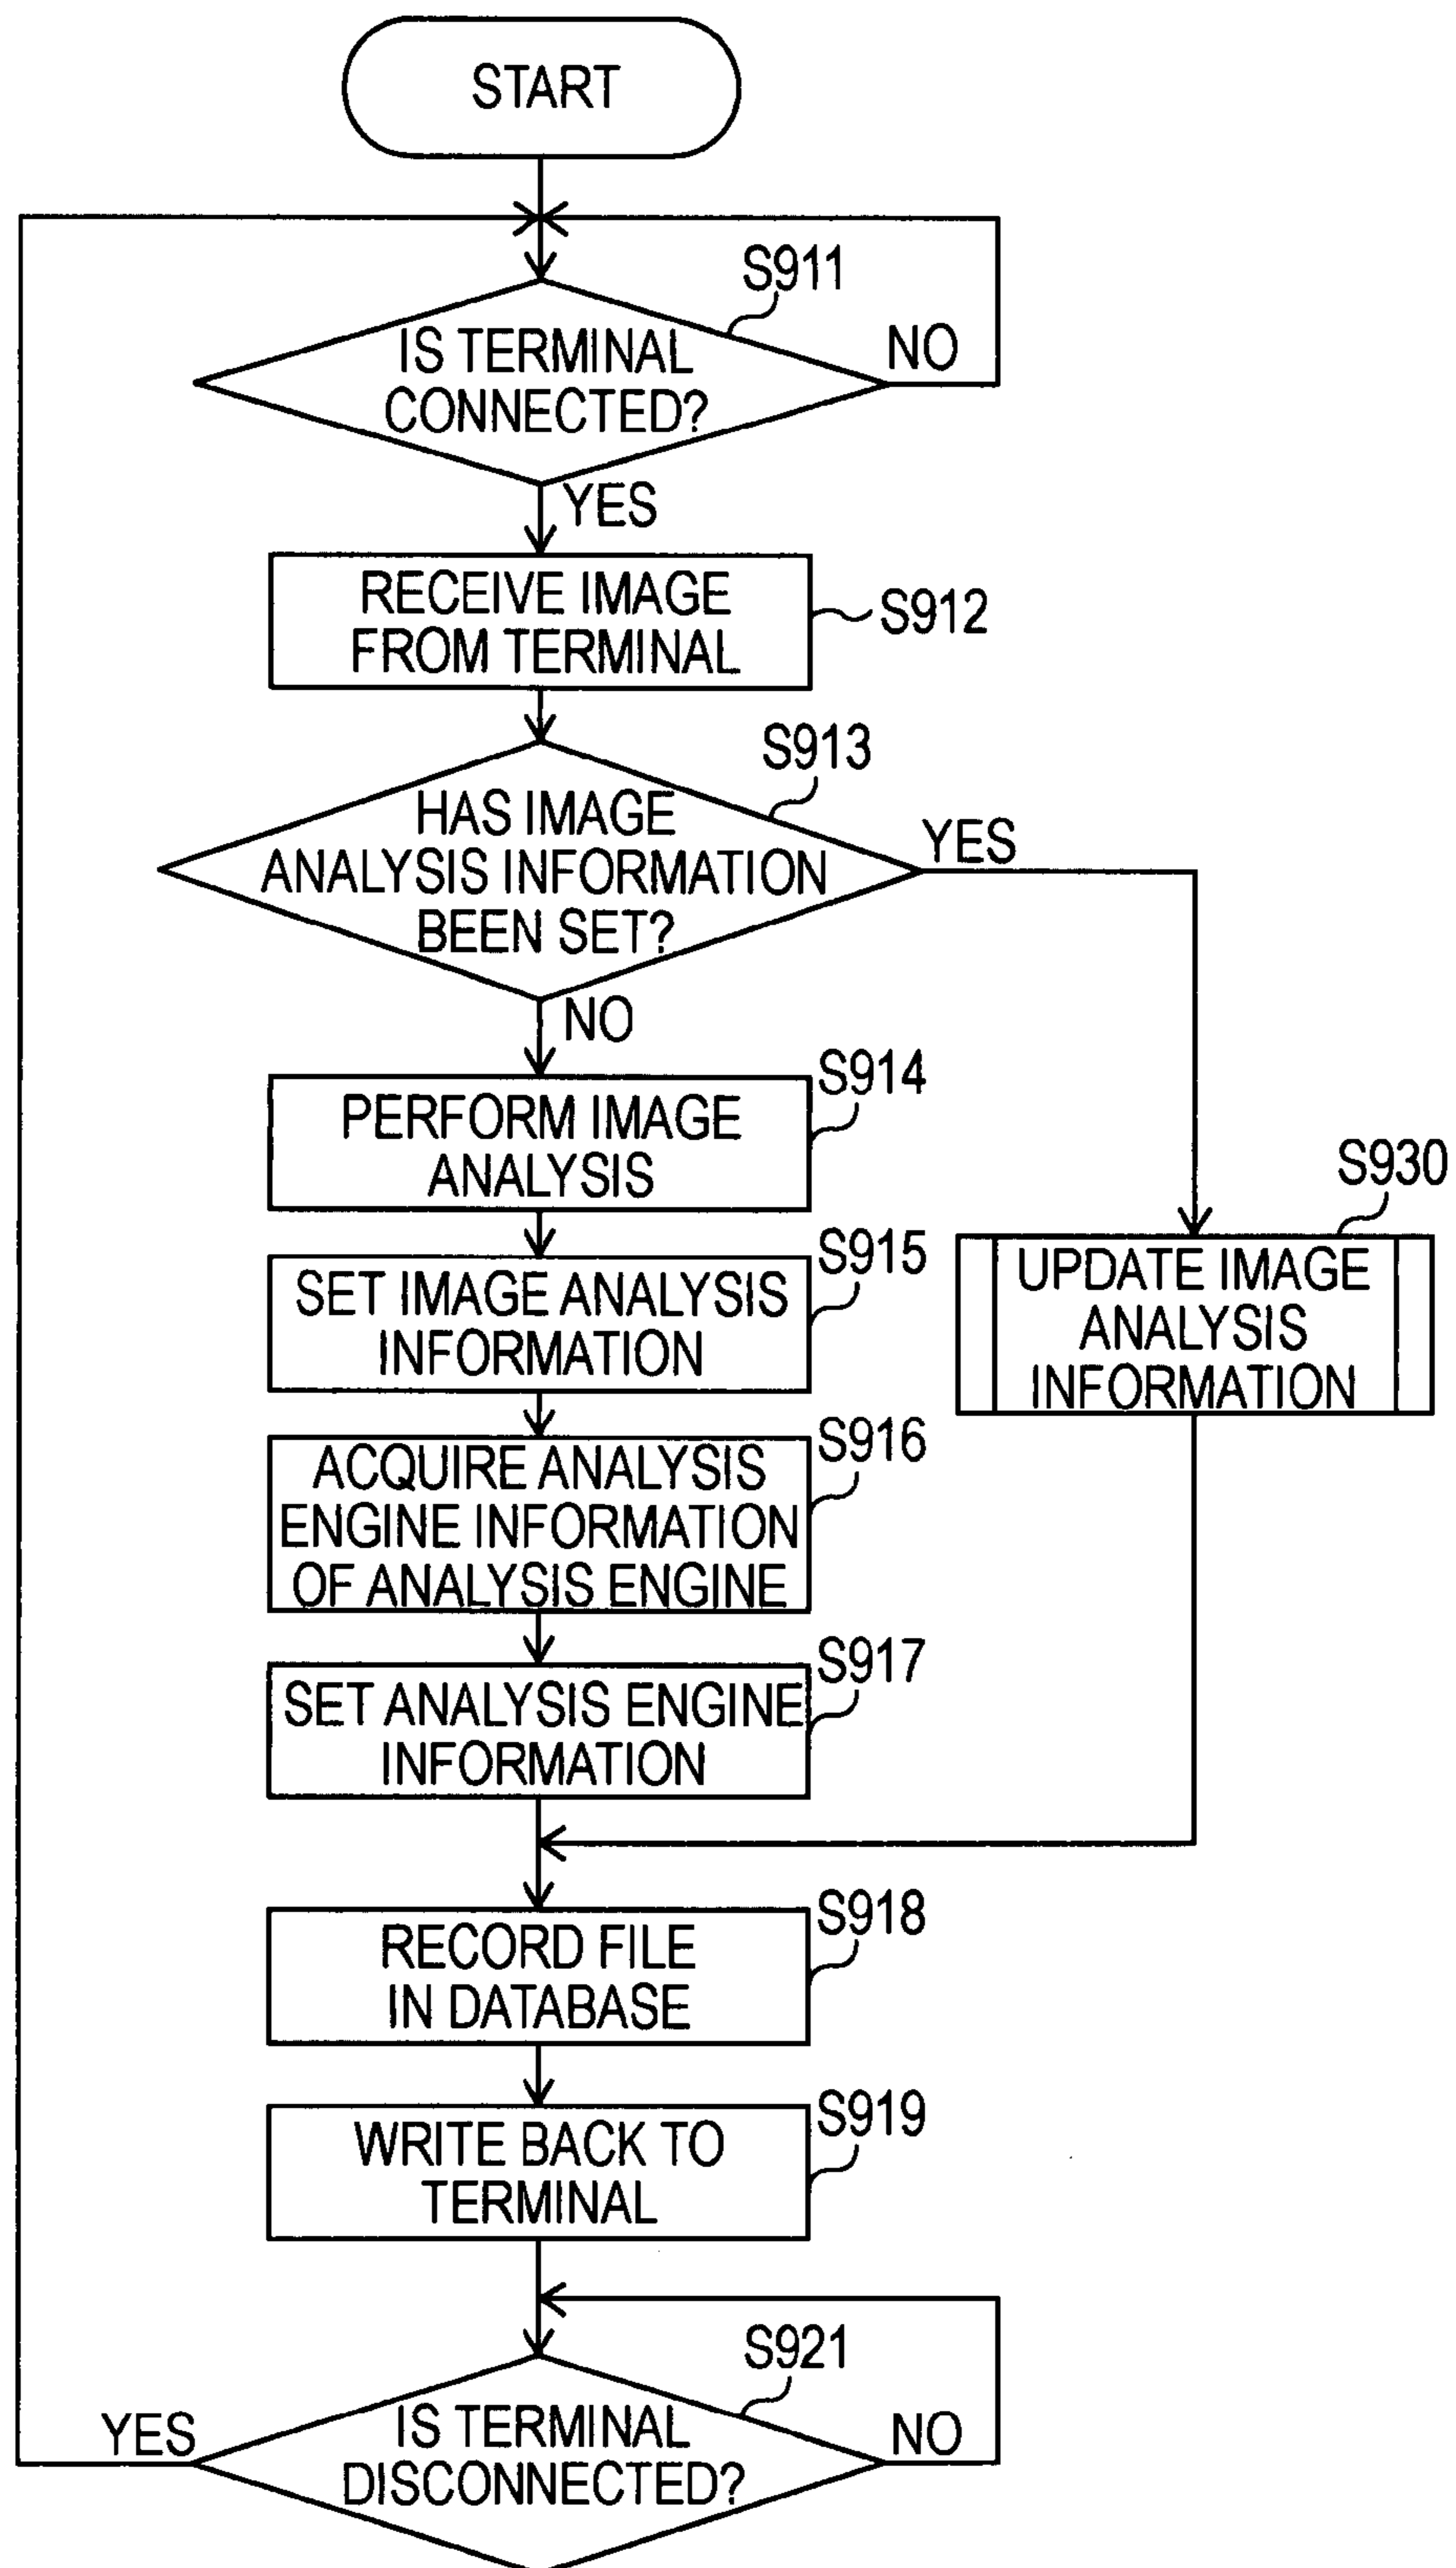 START
S911
IS TERMINAL
CONNECTED?
NO
YES
RECEIVE IMAGE
FROM TERMINAL
S912
S913
HAS IMAGE
ANALYSIS INFORMATION
BEEN SET?
YES
NO
S914
PERFORM IMAGE
ANALYSIS
S930
UPDATE IMAGE
ANALYSIS
INFORMATION
S915
SET IMAGE ANALYSIS
INFORMATION
S916
ACQUIRE ANALYSIS
ENGINE INFORMATION
OF ANALYSIS ENGINE
S917
SET ANALYSIS ENGINE
INFORMATION
S918
RECORD FILE
IN DATABASE
S919
WRITE BACK TO
TERMINAL
S921
IS TERMINAL
DISCONNECTED?
YES
NO